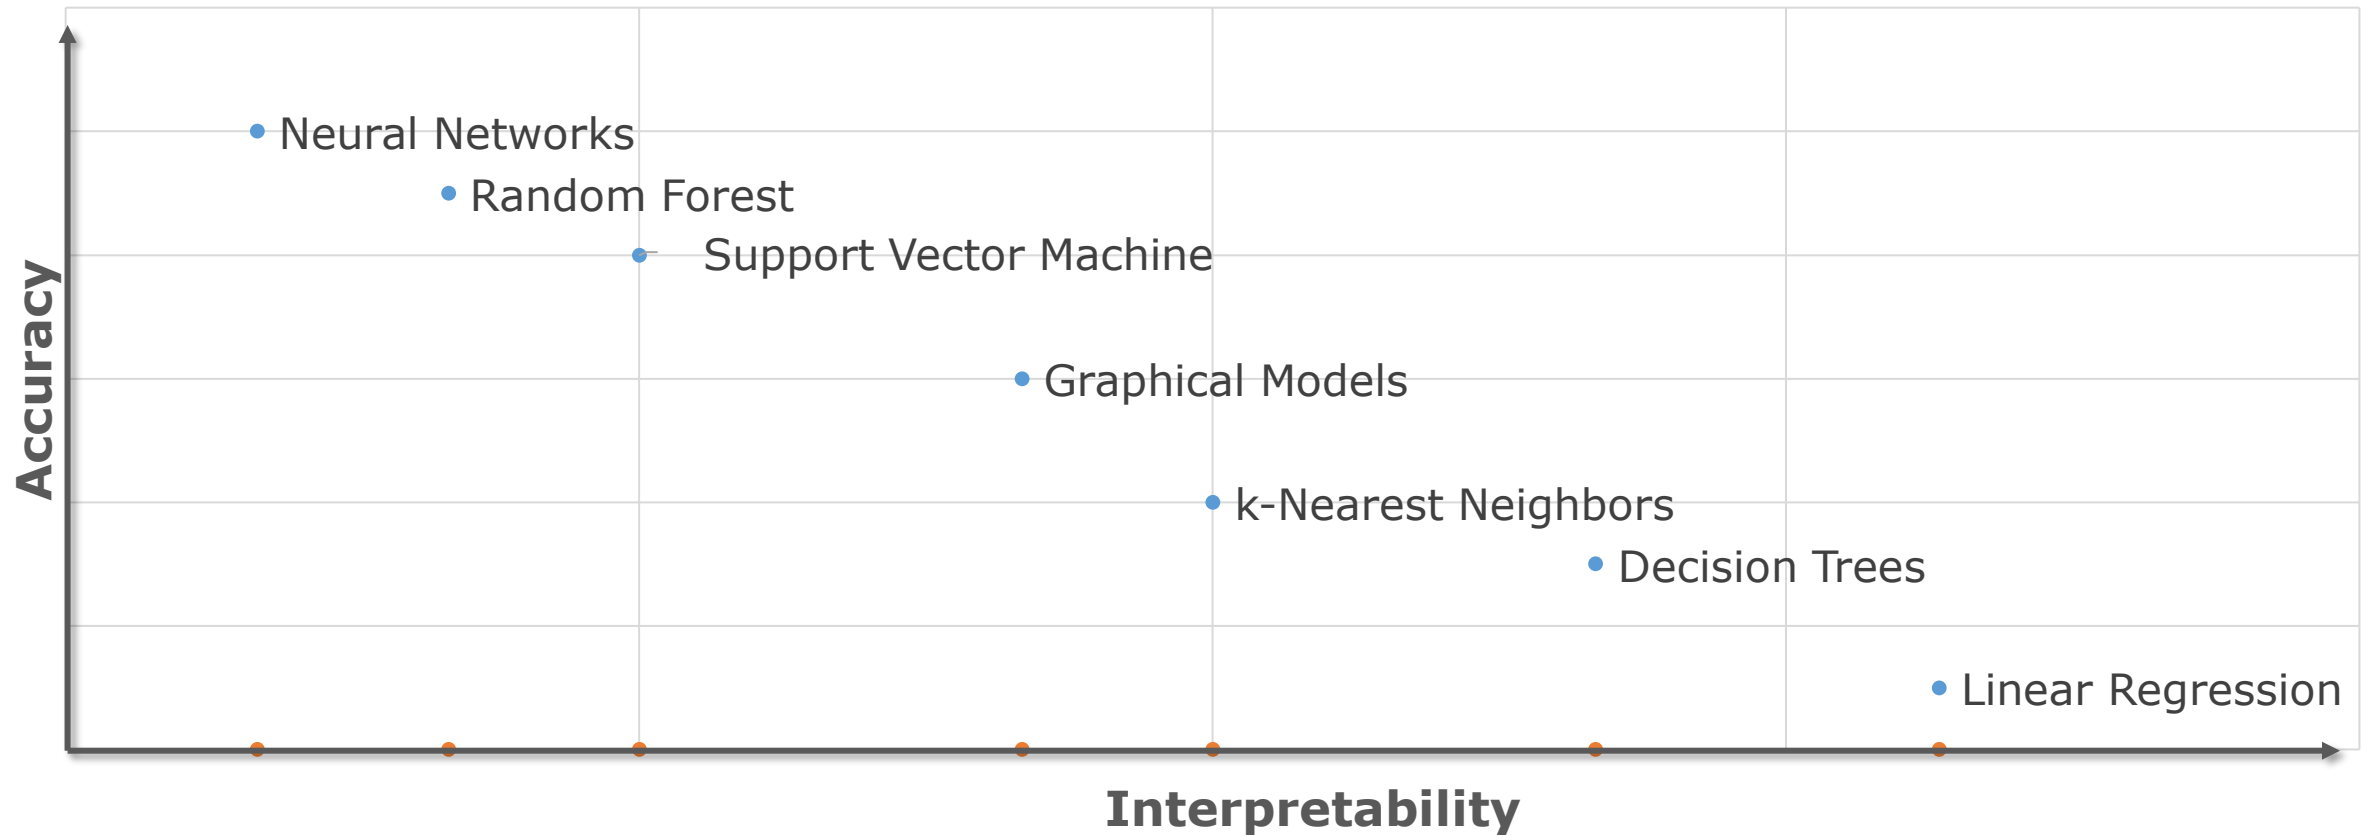 Neural Networks
Random Forest
Support Vector Machine
Accuracy
Graphical Models
k-Nearest Neighbors
Decision Trees
Linear Regression
Interpretability